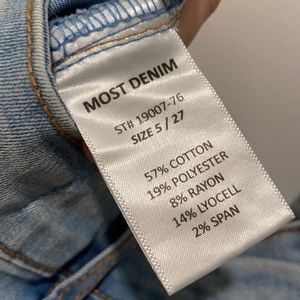 MOST DENIM
ST# 19007-76
SIZE 5 / 27
57% COTTON
19% POLYESTER
8% RAYON
14% LYOCELL
2% SPAN